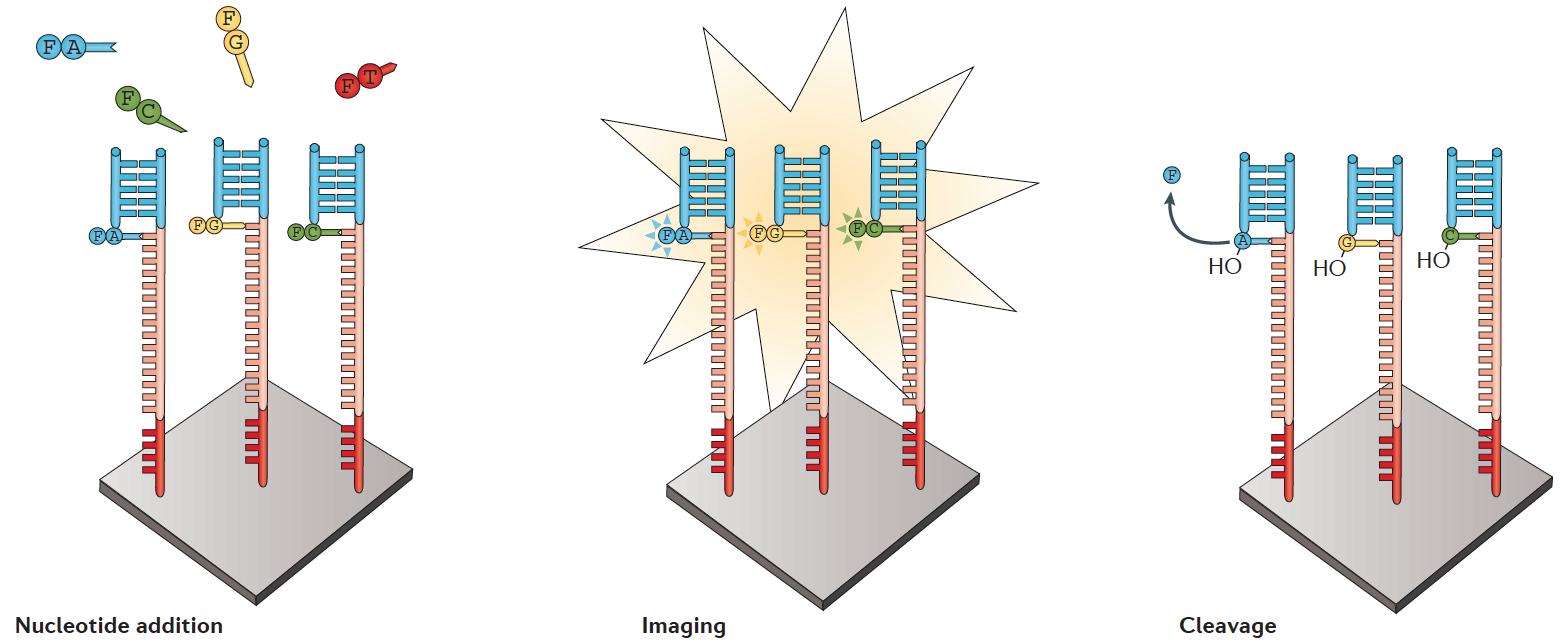 F A
F G
F C
F T
F A
F G
F C
F A
F G
F C
F
A
HO
G
HO
C
HO
Nucleotide addition
Imaging
Cleavage